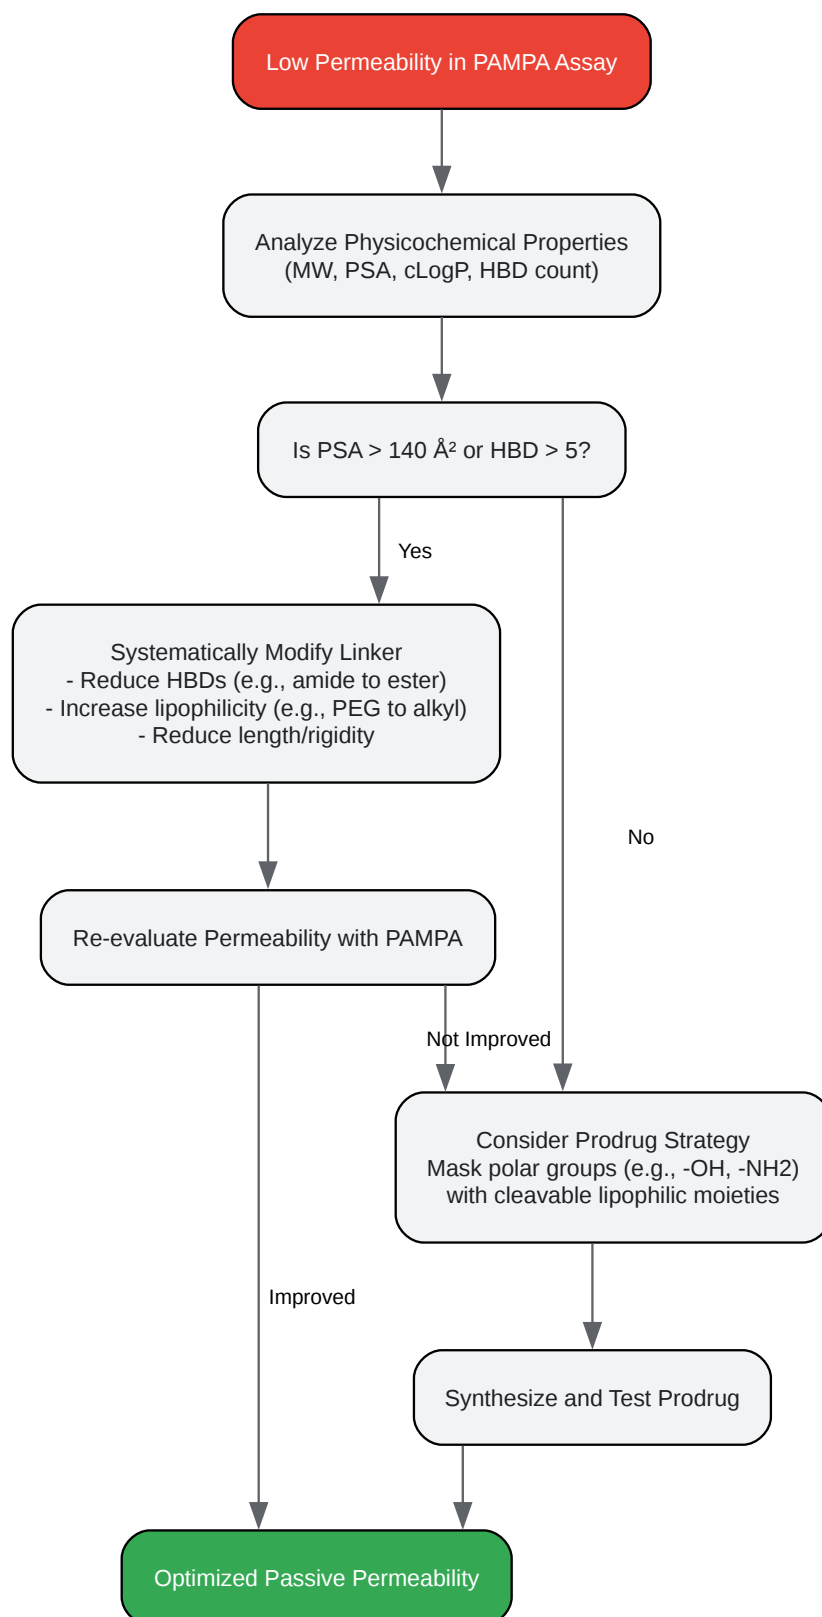 Low Permeability in PAMPA Assay
Analyze Physicochemical Properties
(MW, PSA, cLogP, HBD count)
Is PSA > 140 Å² or HBD > 5?
Yes
Systematically Modify Linker
- Reduce HBDs (e.g., amide to ester)
- Increase lipophilicity (e.g., PEG to alkyl)
- Reduce length/rigidity
No
Re-evaluate Permeability with PAMPA
Not Improved
Consider Prodrug Strategy
Mask polar groups (e.g., -OH, -NH2)
with cleavable lipophilic moieties
Improved
Synthesize and Test Prodrug
Optimized Passive Permeability